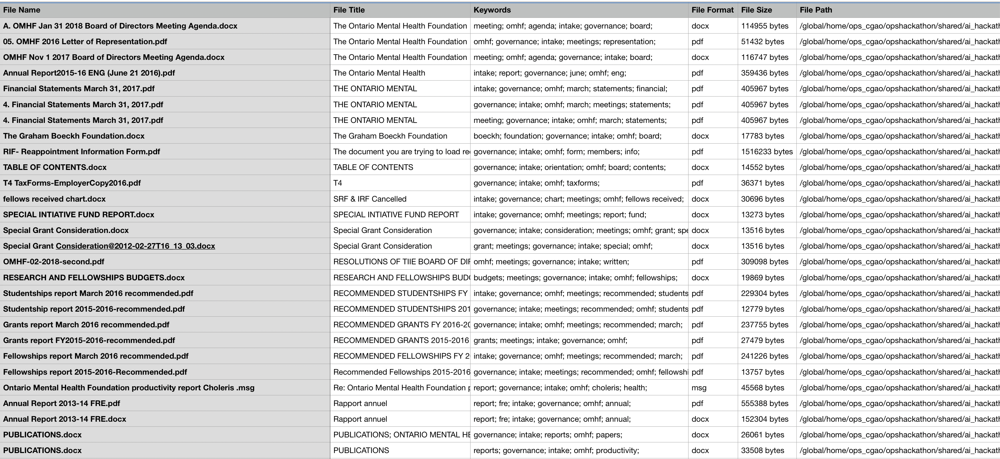 File Name File Title Keywords File Format File Size File Path
A. OMHF Jan 31 2018 Board of Directors Meeting Agenda.docx The Ontario Mental Health Foundation meeting; omhf; agenda; intake; governance; board; docx 114955 bytes /global/home/ops_cgao/opshackathon/shared/ai_hackath
05. OMHF 2016 Letter of Representation.pdf The Ontario Mental Health Foundation omhf; governance; intake; meetings; representation; pdf 51432 bytes /global/home/ops_cgao/opshackathon/shared/ai_hackath
OMHF Nov 1 2017 Board of Directors Meeting Agenda.docx The Ontario Mental Health Foundation meeting; omhf; agenda; governance; intake; board; docx 116747 bytes /global/home/ops_cgao/opshackathon/shared/ai_hackath
Annual Report2015-16 ENG (June 21 2016).pdf The Ontario Mental Health intake; report; governance; june; omhf; eng; pdf 359436 bytes /global/home/ops_cgao/opshackathon/shared/ai_hackath
Financial Statements March 31, 2017.pdf THE ONTARIO MENTAL intake; governance; omhf; march; statements; financial; pdf 405967 bytes /global/home/ops_cgao/opshackathon/shared/ai_hackath
4. Financial Statements March 31, 2017.pdf THE ONTARIO MENTAL governance; intake; omhf; march; meetings; statements; pdf 405967 bytes /global/home/ops_cgao/opshackathon/shared/ai_hackath
4. Financial Statements March 31, 2017.pdf THE ONTARIO MENTAL meeting; governance; intake; omhf; march; statements; pdf 405967 bytes /global/home/ops_cgao/opshackathon/shared/ai_hackath
The Graham Boeckh Foundation.docx The Graham Boeckh Foundation boeckh; foundation; governance; intake; omhf; board; docx 17783 bytes /global/home/ops_cgao/opshackathon/shared/ai_hackath
RIF- Reappointment Information Form.pdf The document you are trying to load rec governance; intake; omhf; form; members; info; pdf 1516233 bytes /global/home/ops_cgao/opshackathon/shared/ai_hackath
TABLE OF CONTENTS.docx TABLE OF CONTENTS governance; intake; orientation; omhf; board; contents; docx 14552 bytes /global/home/ops_cgao/opshackathon/shared/ai_hackath
T4 TaxForms-EmployerCopy2016.pdf T4 governance; intake; omhf; taxforms; pdf 36371 bytes /global/home/ops_cgao/opshackathon/shared/ai_hackath
fellows received chart.docx SRF & IRF Cancelled intake; governance; chart; meetings; omhf; fellows received; docx 30696 bytes /global/home/ops_cgao/opshackathon/shared/ai_hackath
SPECIAL INTIATIVE FUND REPORT.docx SPECIAL INTIATIVE FUND REPORT intake; governance; omhf; meetings; report; fund; docx 13273 bytes /global/home/ops_cgao/opshackathon/shared/ai_hackath
Special Grant Consideration.docx Special Grant Consideration governance; intake; consideration; meetings; omhf; grant; spe docx 13516 bytes /global/home/ops_cgao/opshackathon/shared/ai_hackath
Special Grant Consideration@2012-02-27T16_13_03.docx Special Grant Consideration grant; meetings; governance; intake; special; omhf; docx 13516 bytes /global/home/ops_cgao/opshackathon/shared/ai_hackath
OMHF-02-2018-second.pdf RESOLUTIONS OF TIIE BOARD OF DIR omhf; meetings; governance; intake; written; pdf 309098 bytes /global/home/ops_cgao/opshackathon/shared/ai_hackath
RESEARCH AND FELLOWSHIPS BUDGETS.docx RESEARCH AND FELLOWSHIPS BUDG budgets; meetings; governance; intake; omhf; fellowships; docx 19869 bytes /global/home/ops_cgao/opshackathon/shared/ai_hackath
Studentships report March 2016 recommended.pdf RECOMMENDED STUDENTSHIPS FY intake; governance; omhf; meetings; recommended; students pdf 229304 bytes /global/home/ops_cgao/opshackathon/shared/ai_hackath
Studentship report 2015-2016-recommended.pdf RECOMMENDED STUDENTSHIPS 201 governance; intake; meetings; recommended; omhf; students pdf 12779 bytes /global/home/ops_cgao/opshackathon/shared/ai_hackath
Grants report March 2016 recommended.pdf RECOMMENDED GRANTS FY 2016-20 governance; intake; omhf; meetings; recommended; march; pdf 237755 bytes /global/home/ops_cgao/opshackathon/shared/ai_hackath
Grants report FY2015-2016-recommended.pdf RECOMMENDED GRANTS 2015-2016 grants; meetings; intake; governance; omhf; pdf 27479 bytes /global/home/ops_cgao/opshackathon/shared/ai_hackath
Fellowships report March 2016 recommended.pdf RECOMMENDED FELLOWSHIPS FY 2 intake; governance; omhf; meetings; recommended; march; pdf 241226 bytes /global/home/ops_cgao/opshackathon/shared/ai_hackath
Fellowships report 2015-2016-Recommended.pdf Recommended Fellowships 2015-2016 governance; intake; meetings; recommended; omhf; fellowshi pdf 13757 bytes /global/home/ops_cgao/opshackathon/shared/ai_hackath
Ontario Mental Health Foundation productivity report Choleris .msg Re: Ontario Mental Health Foundation p report; governance; intake; omhf; choleris; health; msg 45568 bytes /global/home/ops_cgao/opshackathon/shared/ai_hackath
Annual Report 2013-14 FRE.pdf Rapport annuel report; fre; intake; governance; omhf; annual; pdf 555388 bytes /global/home/ops_cgao/opshackathon/shared/ai_hackath
Annual Report 2013-14 FRE.docx Rapport annuel report; fre; intake; governance; omhf; annual; docx 152304 bytes /global/home/ops_cgao/opshackathon/shared/ai_hackath
PUBLICATIONS.docx PUBLICATIONS; ONTARIO MENTAL HE governance; intake; reports; omhf; papers; docx 26061 bytes /global/home/ops_cgao/opshackathon/shared/ai_hackath
PUBLICATIONS.docx PUBLICATIONS reports; governance; intake; omhf; productivity; docx 33508 bytes /global/home/ops_cgao/opshackathon/shared/ai_hackath